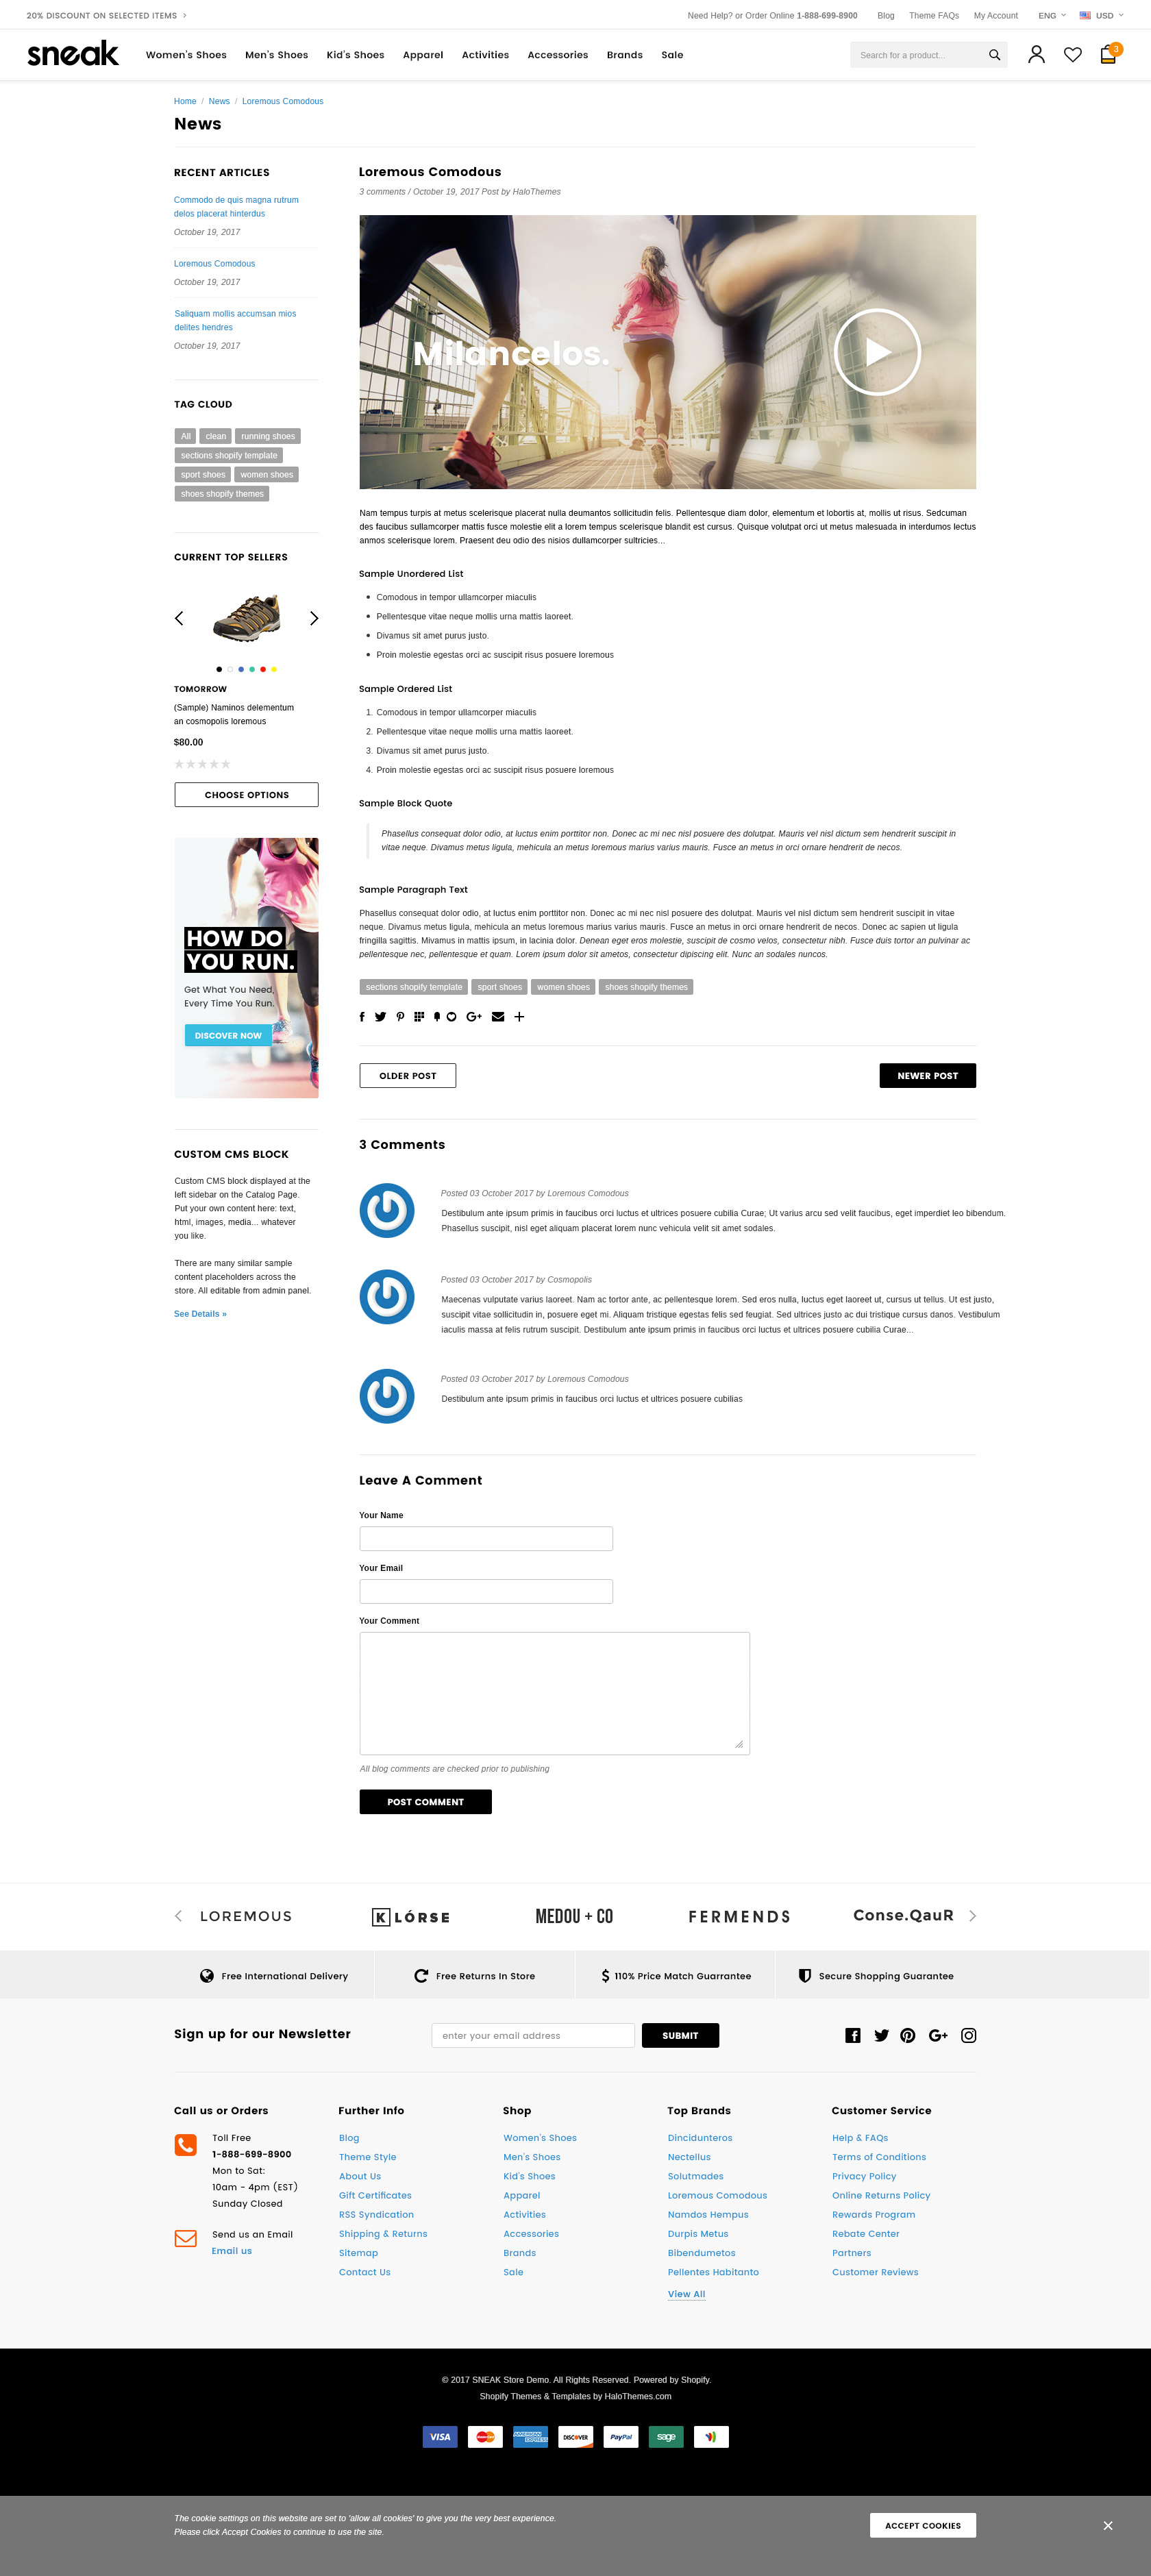 20% DISCOUNT ON SELECTED ITEMS >
Need Help? or Order Online 1-888-699-8900 Blog Theme FAQs My Account ENG USD
sneak Women's Shoes Men's Shoes Kid's Shoes Apparel Activities Accessories Brands Sale Search for a product... 3
Home / News / Loremous Comodous
News
RECENT ARTICLES
Commodo de quis magna rutrum
delos placerat hinterdus
October 19, 2017
Loremous Comodous
October 19, 2017
Saliquam mollis accumsan mios
delites hendres
October 19, 2017
TAG CLOUD
All clean running shoes
sections shopify template
sport shoes women shoes
shoes shopify themes
CURRENT TOP SELLERS
TOMORROW
(Sample) Naminos delementum
an cosmopolis loremous
$80.00
CHOOSE OPTIONS
HOW DO
YOU RUN.
Get What You Need,
Every Time You Run.
DISCOVER NOW
CUSTOM CMS BLOCK
Custom CMS block displayed at the
left sidebar on the Catalog Page.
Put your own content here: text,
html, images, media... whatever
you like.
There are many similar sample
content placeholders across the
store. All editable from admin panel.
See Details »
Loremous Comodous
3 comments / October 19, 2017 Post by HaloThemes
Milancelos.
Nam tempus turpis at metus scelerisque placerat nulla deumantos sollicitudin felis. Pellentesque diam dolor, elementum et lobortis at, mollis ut risus. Sedcuman
des faucibus sullamcorper mattis fusce molestie elit a lorem tempus scelerisque blandit est cursus. Quisque volutpat orci ut metus malesuada in interdumos lectus
anmos scelerisque lorem. Praesent deu odio des nisios dullamcorper sultricies...
Sample Unordered List
• Comodous in tempor ullamcorper miaculis
• Pellentesque vitae neque mollis urna mattis laoreet.
• Divamus sit amet purus justo.
• Proin molestie egestas orci ac suscipit risus posuere loremous
Sample Ordered List
1. Comodous in tempor ullamcorper miaculis
2. Pellentesque vitae neque mollis urna mattis laoreet.
3. Divamus sit amet purus justo.
4. Proin molestie egestas orci ac suscipit risus posuere loremous
Sample Block Quote
Phasellus consequat dolor odio, at luctus enim porttitor non. Donec ac mi nec nisl posuere des dolutpat. Mauris vel nisl dictum sem hendrerit suscipit in
vitae neque. Divamus metus ligula, mehicula an metus loremous marius varius mauris. Fusce an metus in orci ornare hendrerit de necos.
Sample Paragraph Text
Phasellus consequat dolor odio, at luctus enim porttitor non. Donec ac mi nec nisl posuere des dolutpat. Mauris vel nisl dictum sem hendrerit suscipit in vitae
neque. Divamus metus ligula, mehicula an metus loremous marius varius mauris. Fusce an metus in orci ornare hendrerit de necos. Donec ac sapien ut ligula
fringilla sagittis. Mivamus in mattis ipsum, in lacinia dolor. Denean eget eros molestie, suscipit de cosmo velos, consectetur nibh. Fusce duis tortor an pulvinar ac
pellentesque nec, pellentesque et quam. Lorem ipsum dolor sit ametos, consectetur dipiscing elit. Nunc an sodales nuncos.
sections shopify template sport shoes women shoes shoes shopify themes
OLDER POST NEWER POST
3 Comments
Posted 03 October 2017 by Loremous Comodous
Destibulum ante ipsum primis in faucibus orci luctus et ultrices posuere cubilia Curae; Ut varius arcu sed velit faucibus, eget imperdiet leo bibendum.
Phasellus suscipit, nisl eget aliquam placerat lorem nunc vehicula velit sit amet sodales.
Posted 03 October 2017 by Cosmopolis
Maecenas vulputate varius laoreet. Nam ac tortor ante, ac pellentesque lorem. Sed eros nulla, luctus eget laoreet ut, cursus ut tellus. Ut est justo,
suscipit vitae sollicitudin in, posuere eget mi. Aliquam tristique egestas felis sed feugiat. Sed ultrices justo ac dui tristique cursus danos. Vestibulum
iaculis massa at felis rutrum suscipit. Destibulum ante ipsum primis in faucibus orci luctus et ultrices posuere cubilia Curae...
Posted 03 October 2017 by Loremous Comodous
Destibulum ante ipsum primis in faucibus orci luctus et ultrices posuere cubilias
Leave A Comment
Your Name
Your Email
Your Comment
All blog comments are checked prior to publishing
POST COMMENT
LOREMOUS KLÓRSE MEDOU + CO FERMENDS Conse.QauR
Free International Delivery Free Returns In Store $ 110% Price Match Guarrantee Secure Shopping Guarantee
Sign up for our Newsletter enter your email address SUBMIT
Call us or Orders
Toll Free
1-888-699-8900
Mon to Sat:
10am - 4pm (EST)
Sunday Closed
Send us an Email
Email us
Further Info
Blog
Theme Style
About Us
Gift Certificates
RSS Syndication
Shipping & Returns
Sitemap
Contact Us
Shop
Women's Shoes
Men's Shoes
Kid's Shoes
Apparel
Activities
Accessories
Brands
Sale
Top Brands
Dincidunteros
Nectellus
Solutmades
Loremous Comodous
Namdos Hempus
Durpis Metus
Bibendumetos
Pellentes Habitanto
View All
Customer Service
Help & FAQs
Terms of Conditions
Privacy Policy
Online Returns Policy
Rewards Program
Rebate Center
Partners
Customer Reviews
© 2017 SNEAK Store Demo. All Rights Reserved. Powered by Shopify.
Shopify Themes & Templates by HaloThemes.com
VISA MasterCard AMERICAN EXPRESS DISCOVER PayPal sage
The cookie settings on this website are set to 'allow all cookies' to give you the very best experience.
Please click Accept Cookies to continue to use the site.
ACCEPT COOKIES